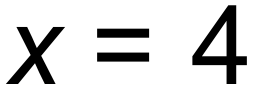 x = 4